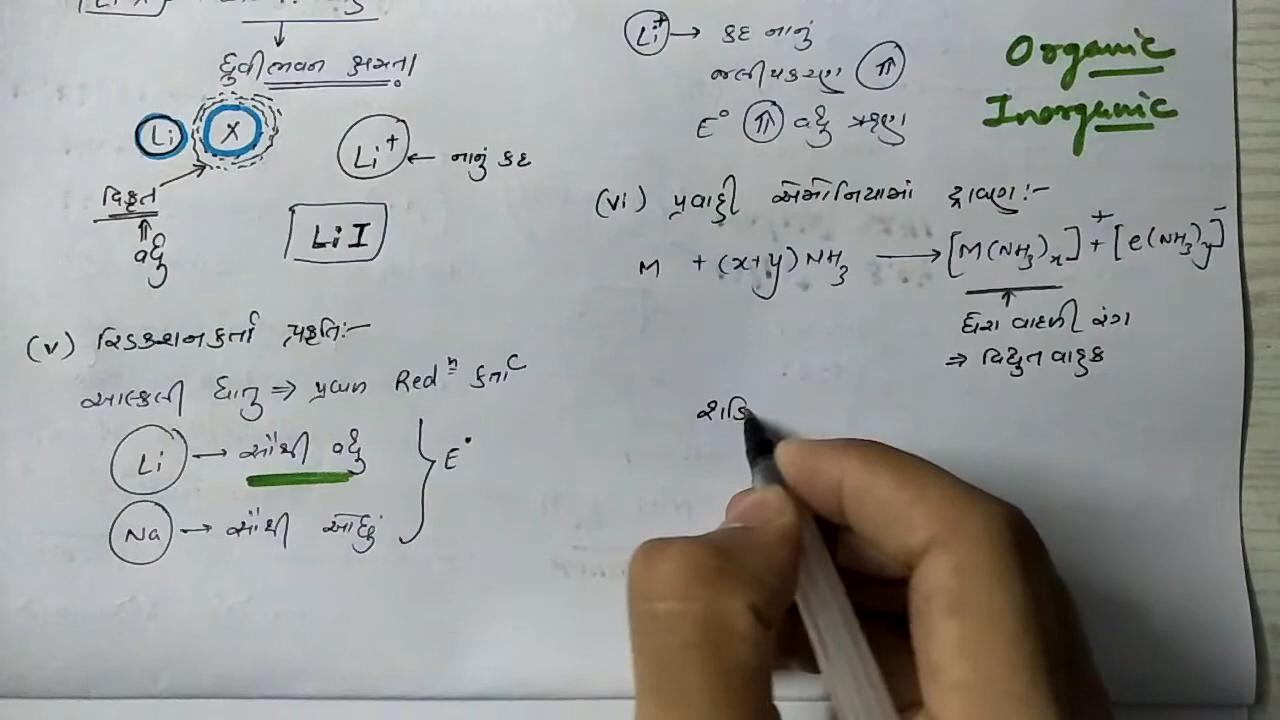 ધ્રુવીભવન ક્ષમતા.
Li X
Li⁺ ← નાનું કદ
વિકૃત
વધુ
LiI
(v) રિડક્શનકર્તા પ્રકૃતિ:-
આલ્કલી ધાતુ ⇒ પ્રબળ Redⁿ કર્તા
Li → સૌથી વધુ
Na → સૌથી ઓછું
E°
Li⁺ → કદ નાનું
જલીયકરણ ⇑
E° ⇑ વધુ ઋણ
Organic
Inorganic
(vi) પ્રવાહી એમોનિયામાં દ્રાવણ:-
M + (x+y) NH₃ → [M(NH₃)x]⁺ + [e(NH₃)y]⁻
ઘેરા વાદળી રંગ
⇒ વિદ્યુત વાહક